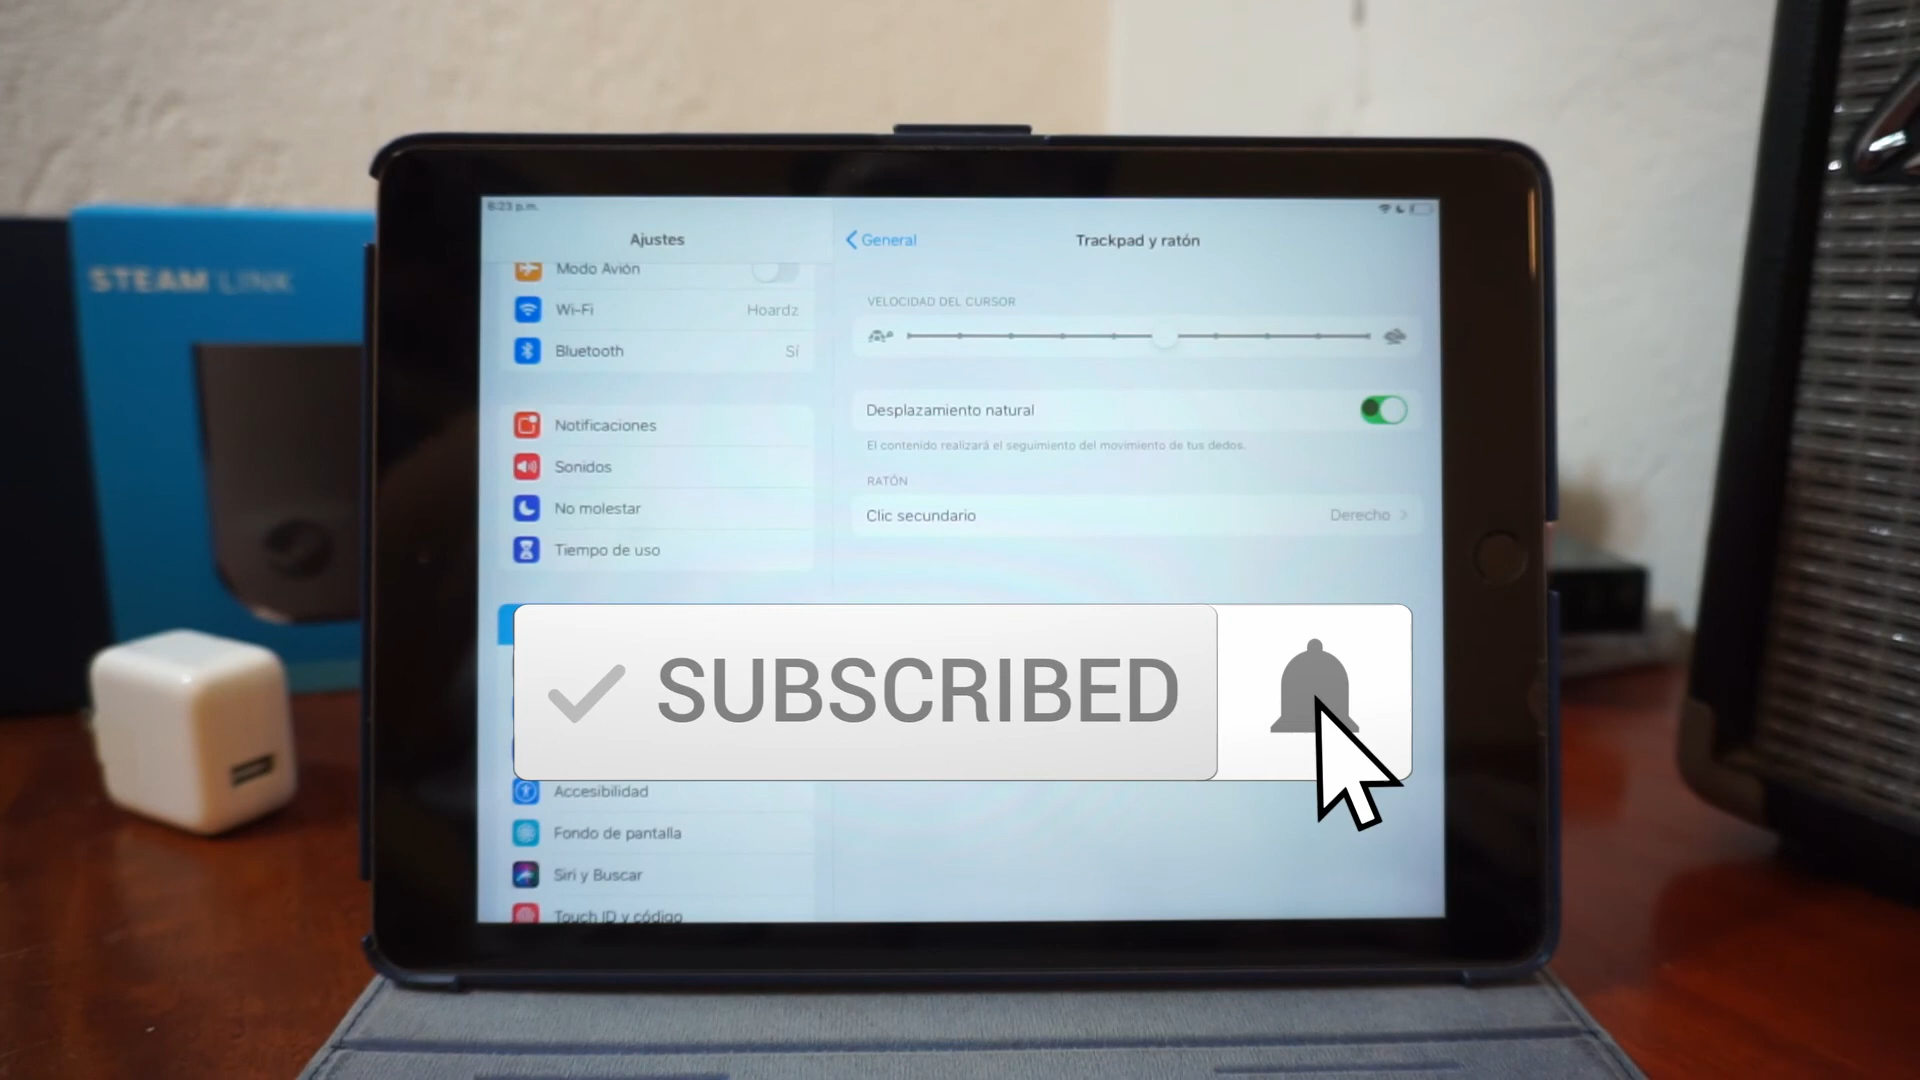 STEAM LINK
6:23 p.m.
Ajustes
Modo Avión
Wi-Fi
Hoardz
Bluetooth
Sí
Notificaciones
Sonidos
No molestar
Tiempo de uso
Accesibilidad
Fondo de pantalla
Siri y Buscar
Touch ID y código
General
Trackpad y ratón
VELOCIDAD DEL CURSOR
Desplazamiento natural
El contenido realizará el seguimiento del movimiento de tus dedos.
RATÓN
Clic secundario
Derecho
SUBSCRIBED